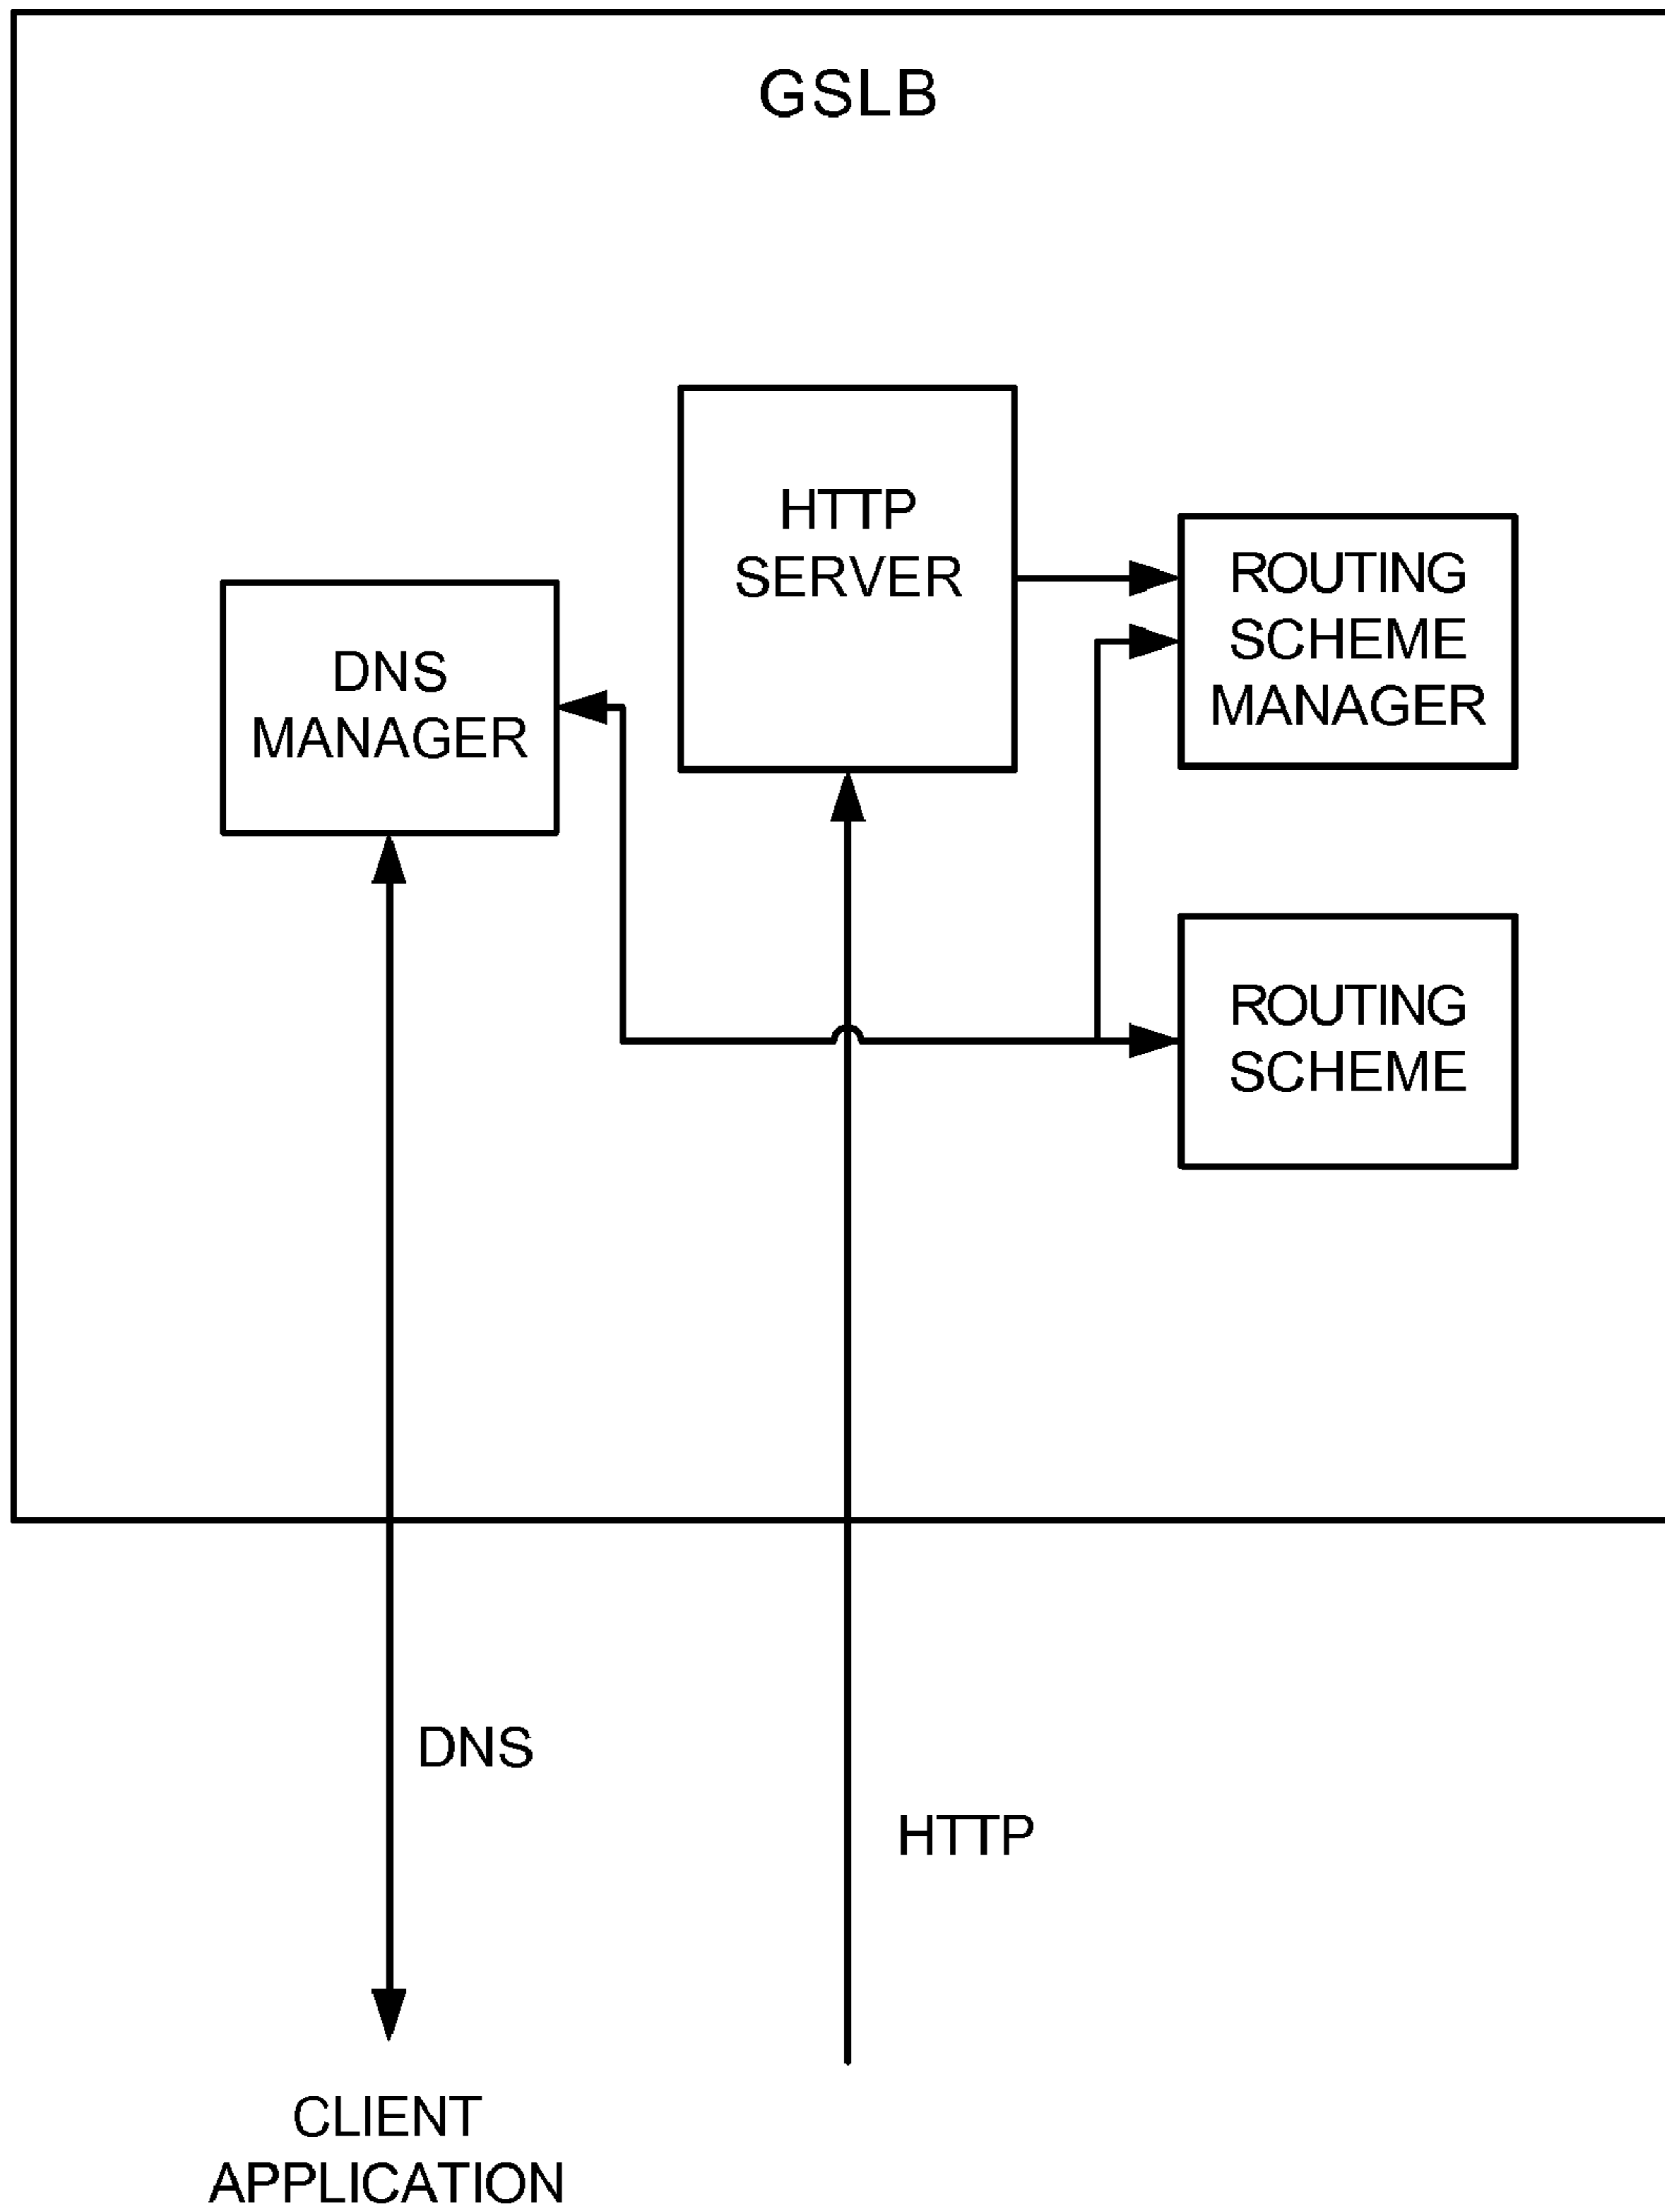 GSLB
HTTP
SERVER
ROUTING
SCHEME
MANAGER
DNS
MANAGER
ROUTING
SCHEME
DNS
HTTP
CLIENT
APPLICATION